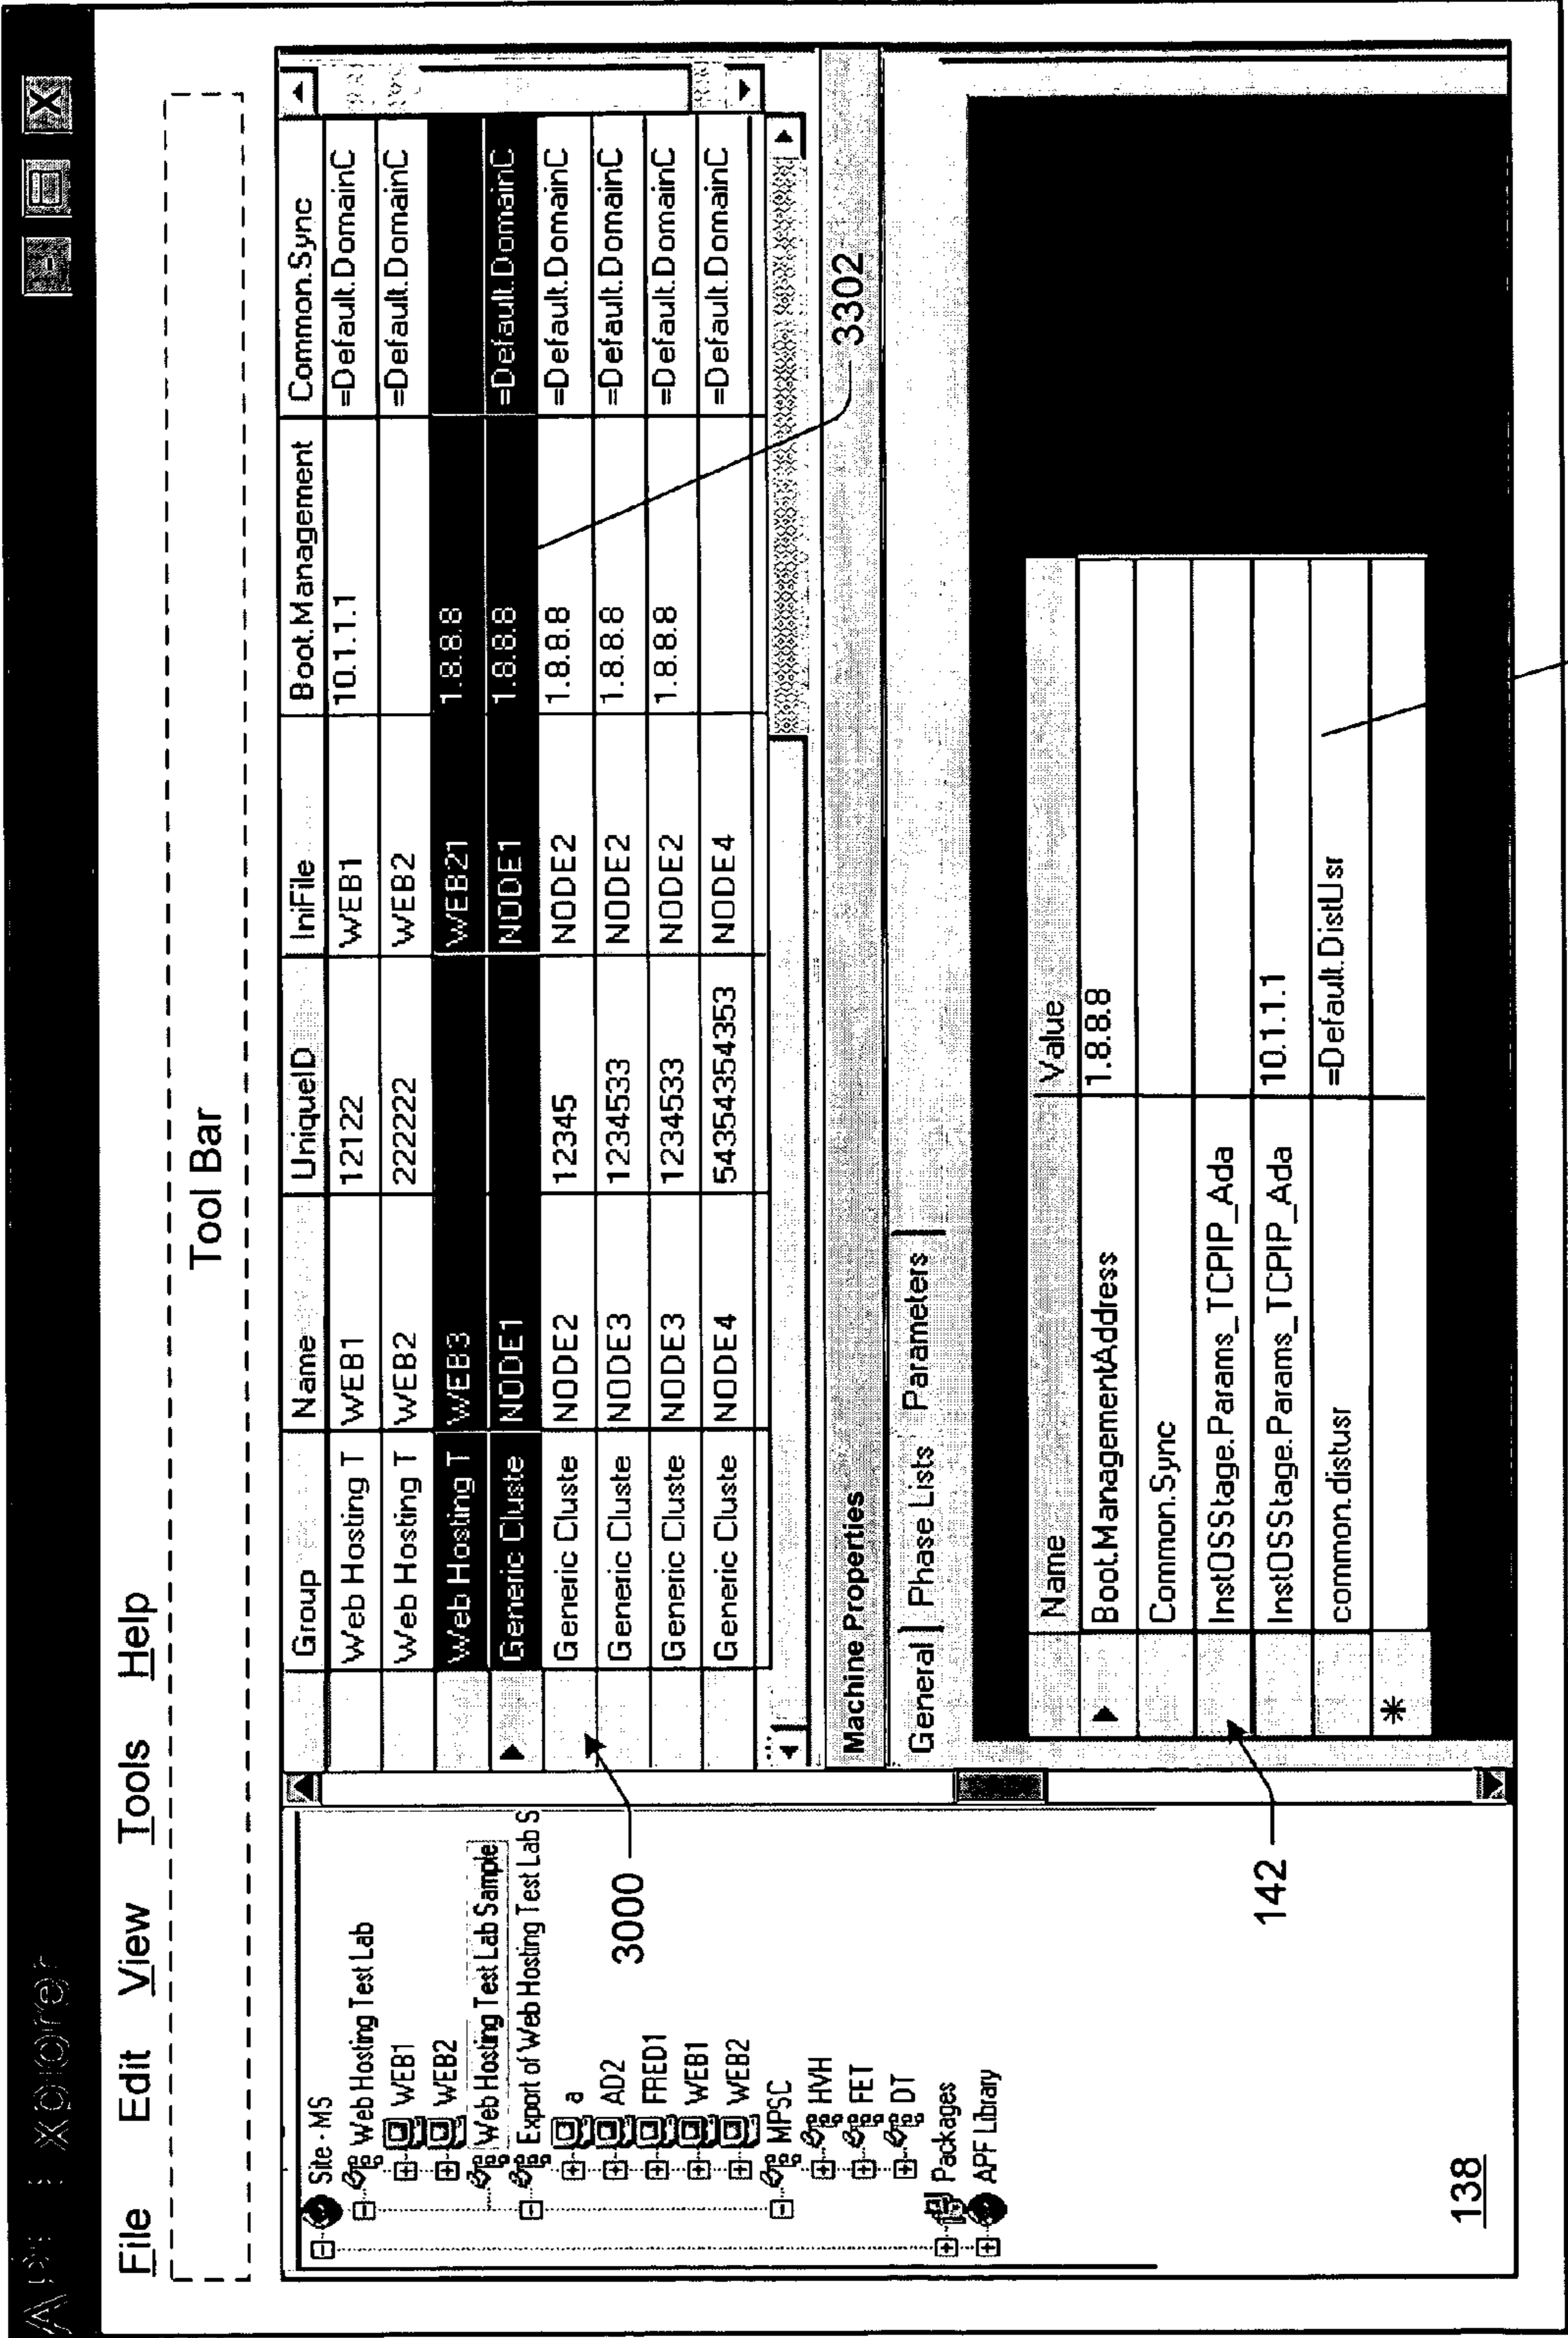 File Edit View Tools Help
Tool Bar
Site - MS
Web Hosting Test Lab
WEB1
WEB2
Web Hosting Test Lab Sample
Export of Web Hosting Test Lab S
a
AD2
FRED1
WEB1
WEB2
MPSC
HVH
FET
DT
Packages
APF Library
138
3000
142
Group Name UniqueID IniFile Boot.Management Common.Sync
Web Hosting T WEB1 12122 WEB1 10.1.1.1 =Default.DomainC
Web Hosting T WEB2 222222 WEB2 =Default.DomainC
Web Hosting T WEB3 WEB21 1.8.8.8
Generic Cluste NODE1 NODE1 1.8.8.8 =Default.DomainC
Generic Cluste NODE2 12345 NODE2 1.8.8.8 =Default.DomainC
Generic Cluste NODE3 1234533 NODE2 1.8.8.8 =Default.DomainC
Generic Cluste NODE3 1234533 NODE2 1.8.8.8 =Default.DomainC
Generic Cluste NODE4 54354354353 NODE4 =Default.DomainC
3302
Machine Properties
General Phase Lists Parameters
Name Value
Boot.ManagementAddress 1.8.8.8
Common.Sync
InstOSStage.Params_TCPIP_Ada
InstOSStage.Params_TCPIP_Ada 10.1.1.1
common.distusr =Default.DistUsr
*